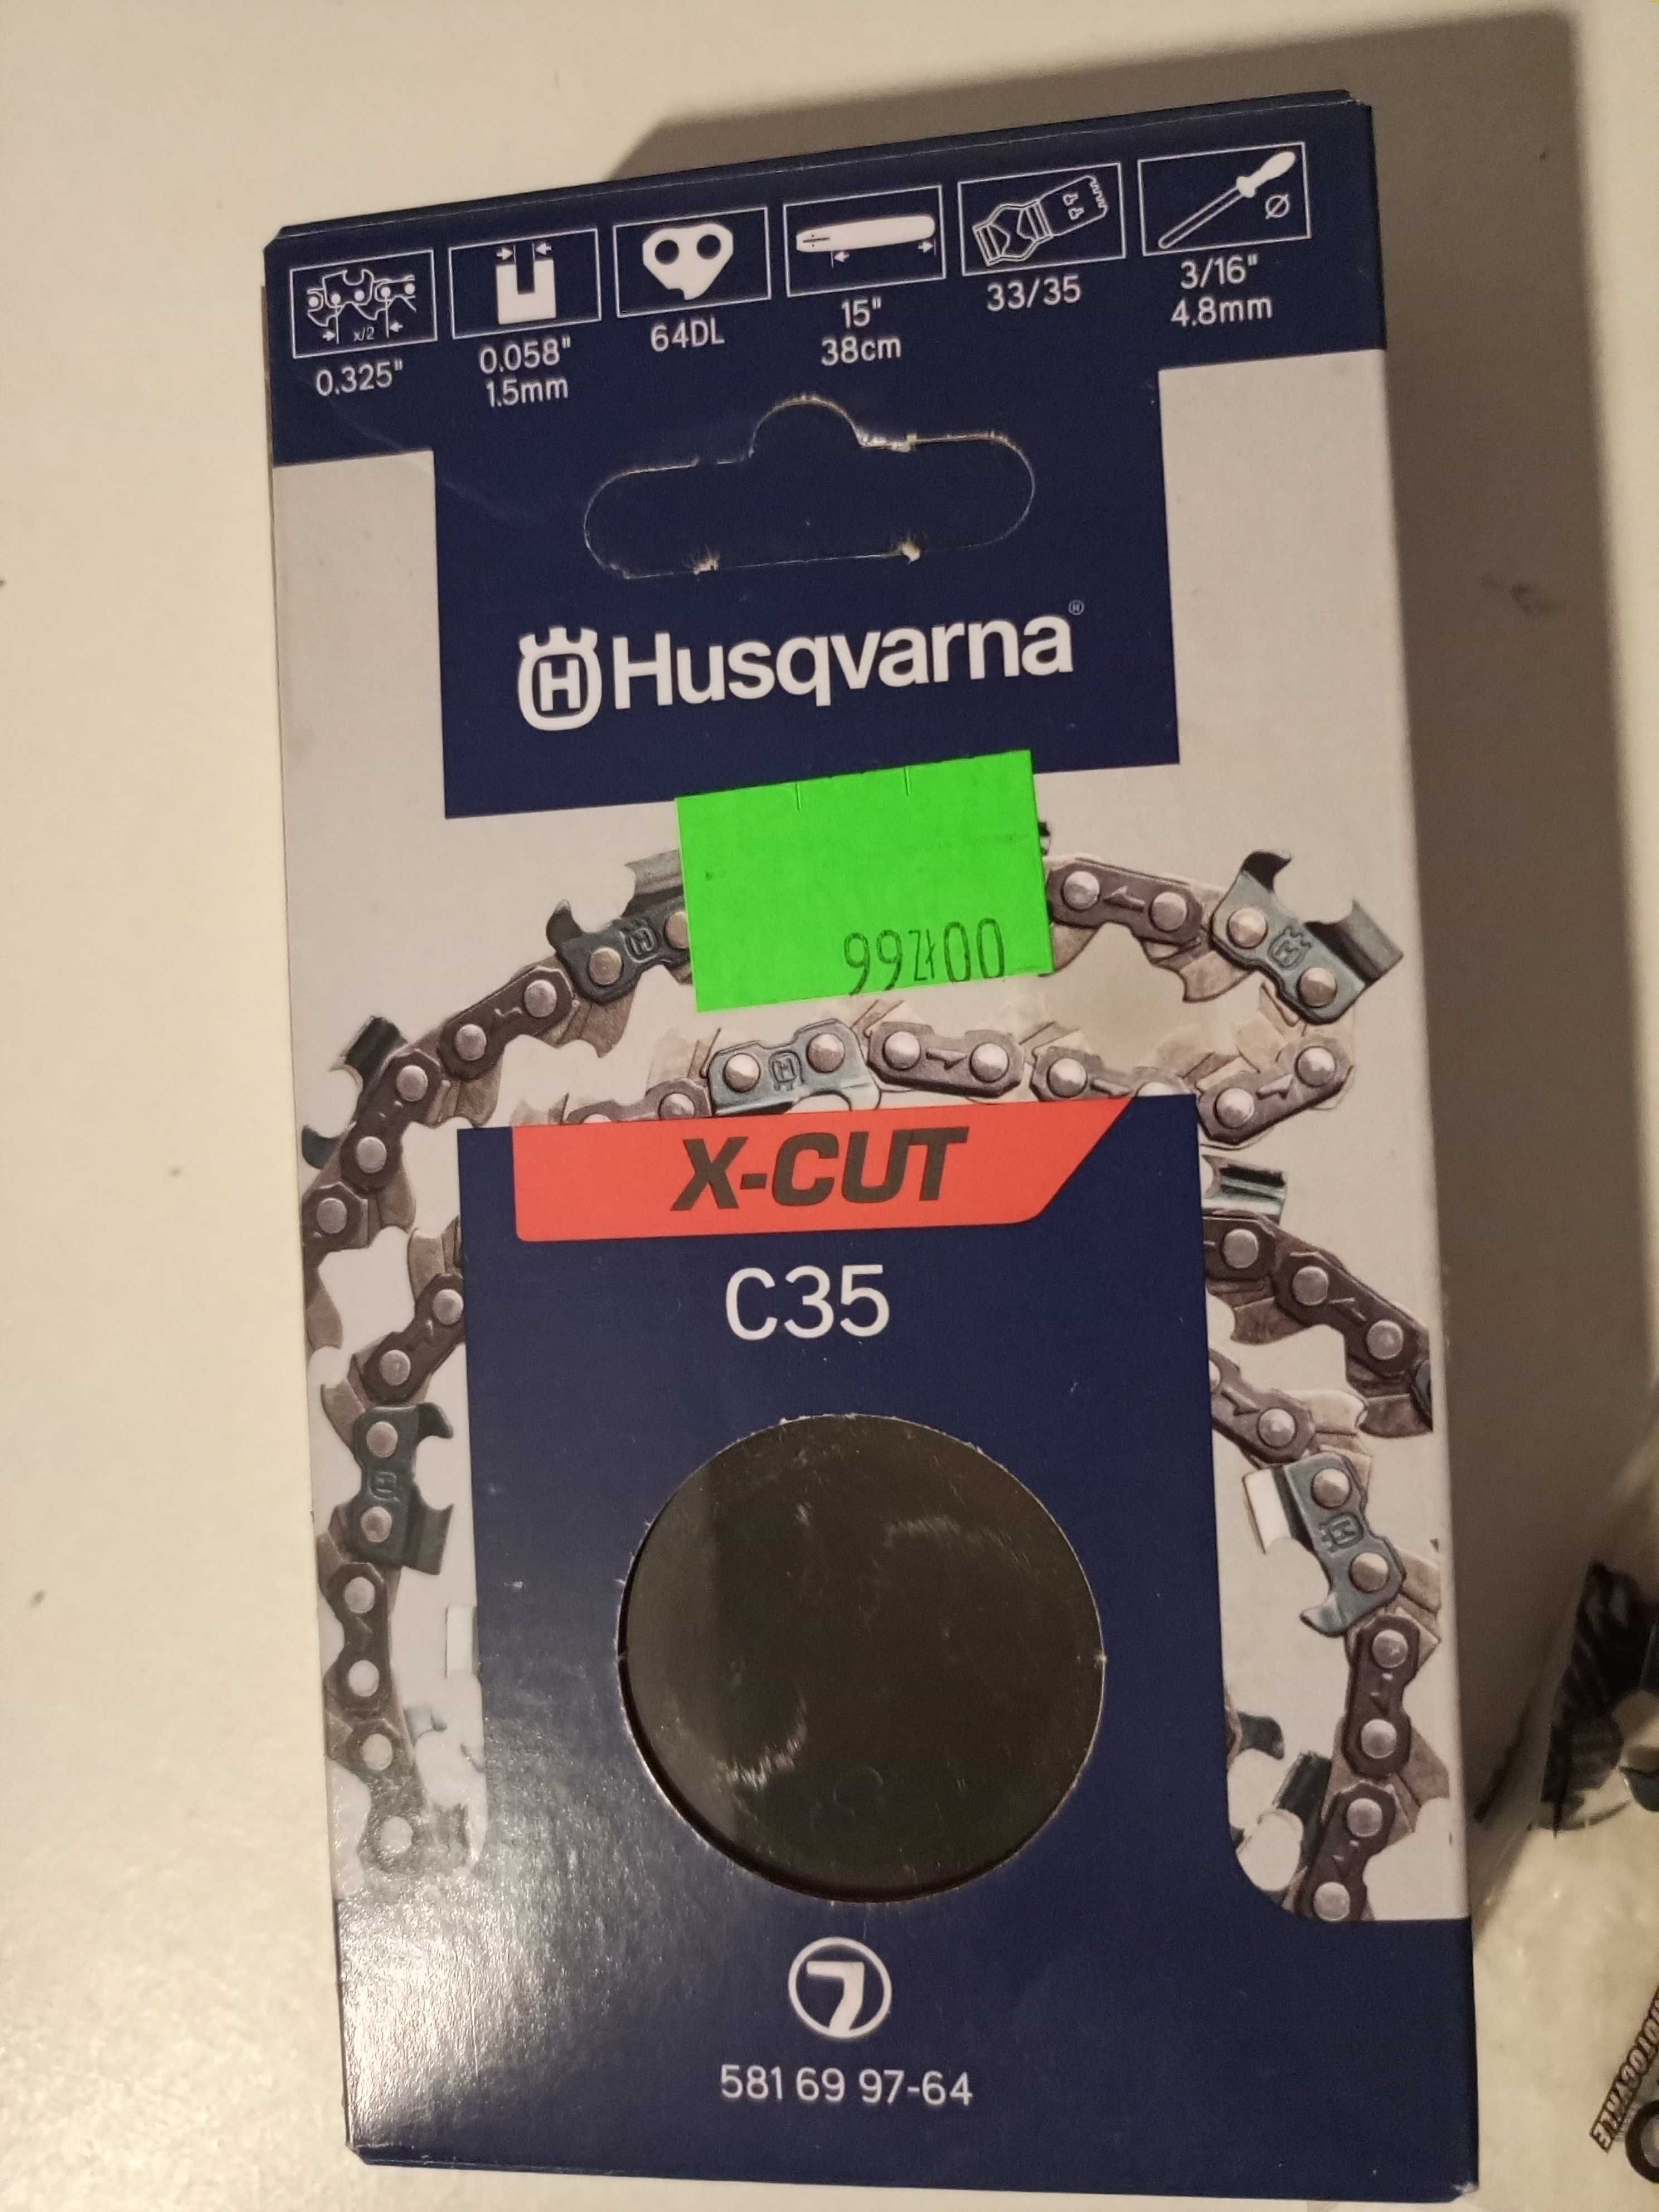 x/2
0.325"
0.058"
1.5mm
64DL
15"
38cm
33/35
Ø
3/16"
4.8mm
H Husqvarna®
99zł00
X-CUT
C35
581 69 97-64